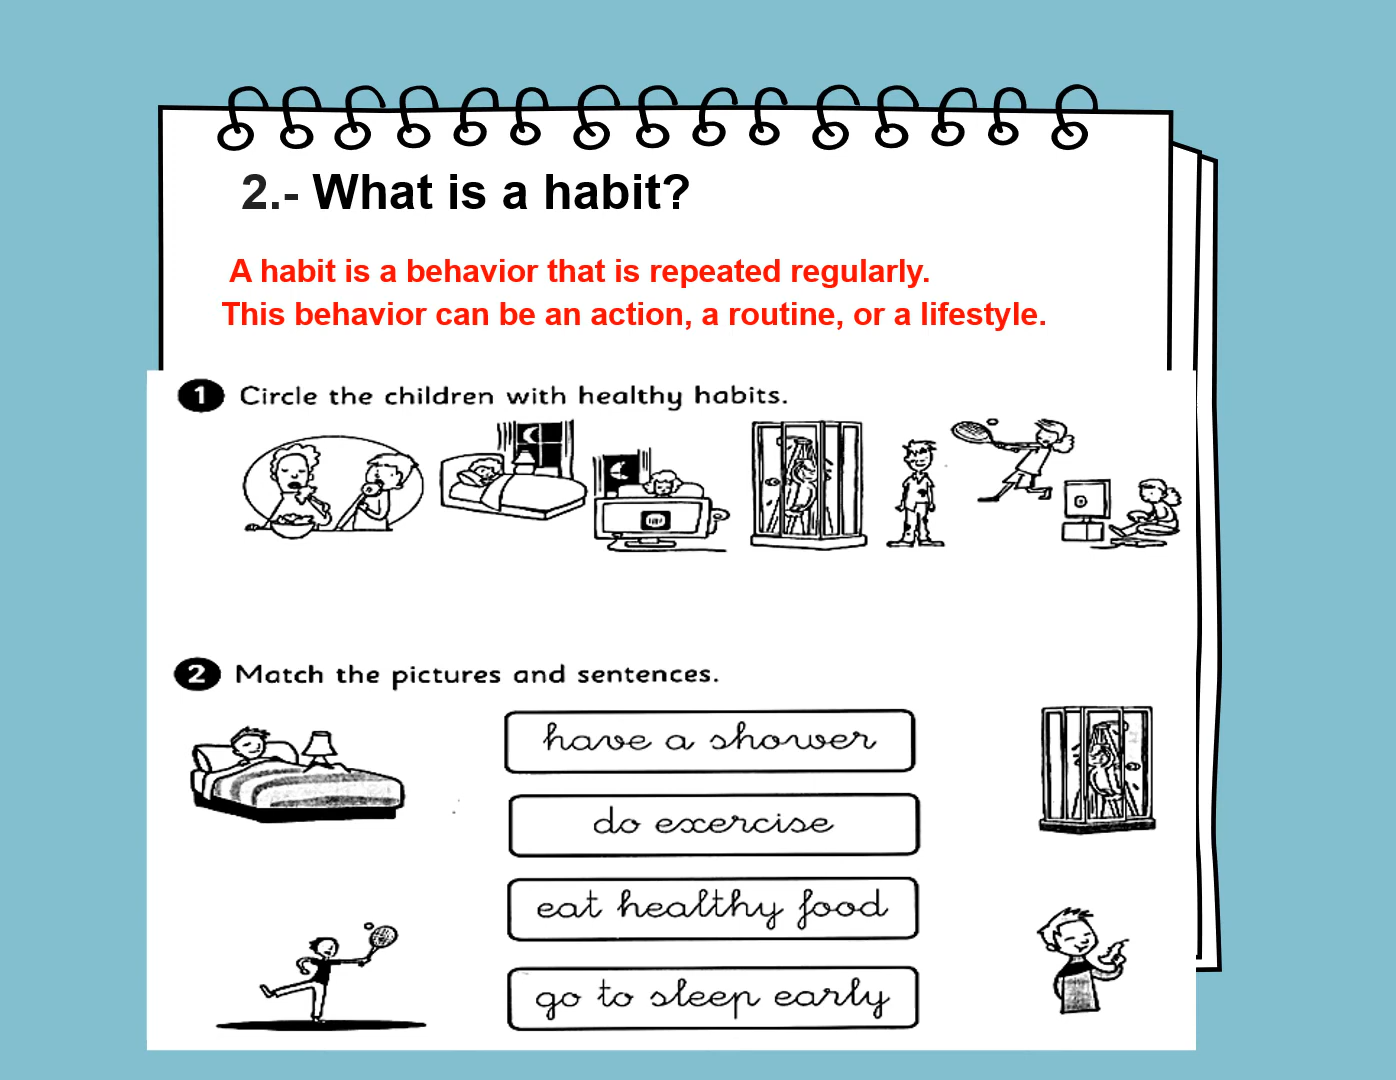 2.- What is a habit?
A habit is a behavior that is repeated regularly.
This behavior can be an action, a routine, or a lifestyle.
1 Circle the children with healthy habits.
2 Match the pictures and sentences.
have a shower
do exercise
eat healthy food
go to sleep early